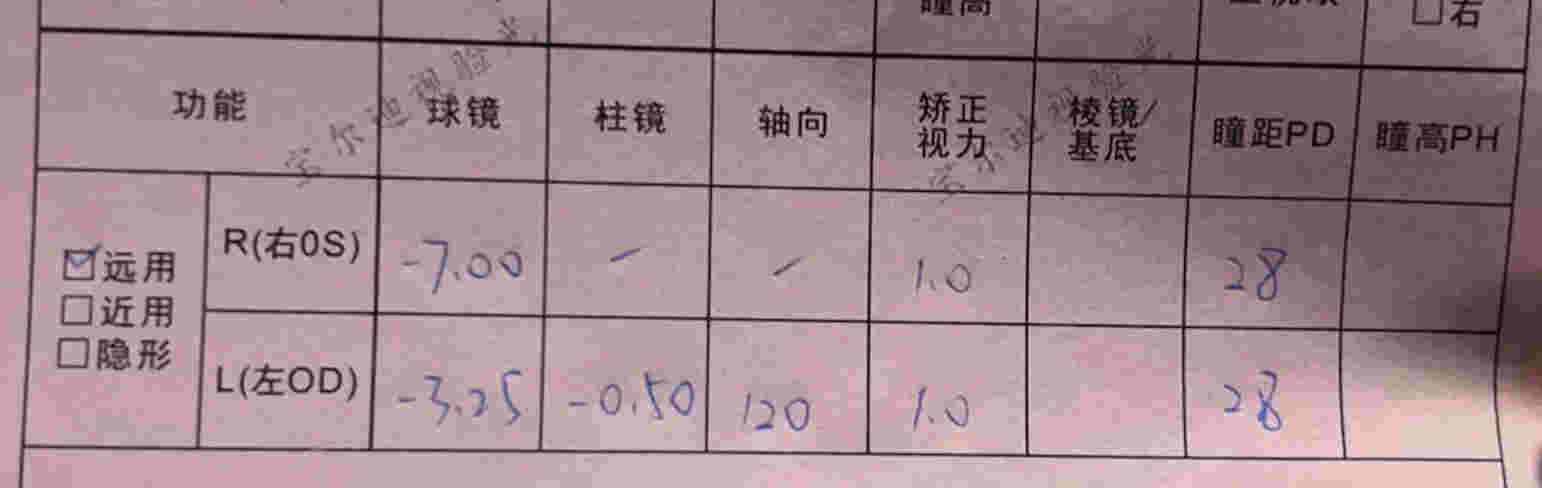 瞳高
□右
功能 球镜 柱镜 轴向 矫正视力 棱镜/基底 瞳距PD 瞳高PH
☑远用
□近用
□隐形
R(右0S) -7.00 - - 1.0 28
L(左OD) -3.25 -0.50 120 1.0 28